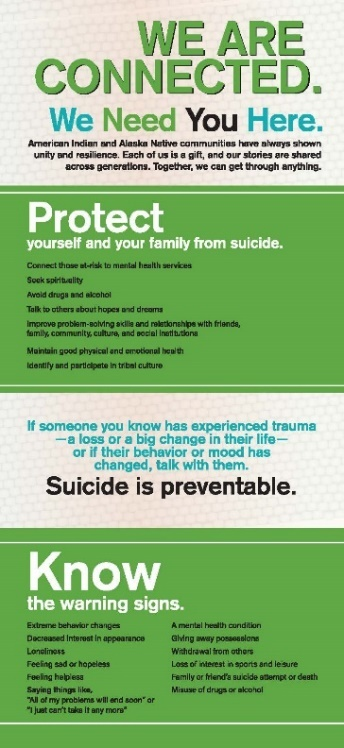 WE ARE
CONNECTED.
We Need You Here.
American Indian and Alaska Native communities have always shown
unity and resilience. Each of us is a gift, and our stories are shared
across generations. Together, we can get through anything.
Protect
yourself and your family from suicide.
Connect those at-risk to mental health services
Seek spirituality
Avoid drugs and alcohol
Talk to others about hopes and dreams
Improve problem-solving skills and relationships with friends,
family, community, culture, and social institutions
Maintain good physical and emotional health
Identify and participate in tribal culture
If someone you know has experienced trauma
—a loss or a big change in their life—
or if their behavior or mood has
changed, talk with them.
Suicide is preventable.
Know
the warning signs.
Extreme behavior changes
Decreased interest in appearance
Loneliness
Feeling sad or hopeless
Feeling helpless
Saying things like,
"All of my problems will end soon" or
"I just can't take it any more"
A mental health condition
Giving away possessions
Withdrawal from others
Loss of interest in sports and leisure
Family or friend's suicide attempt or death
Misuse of drugs or alcohol